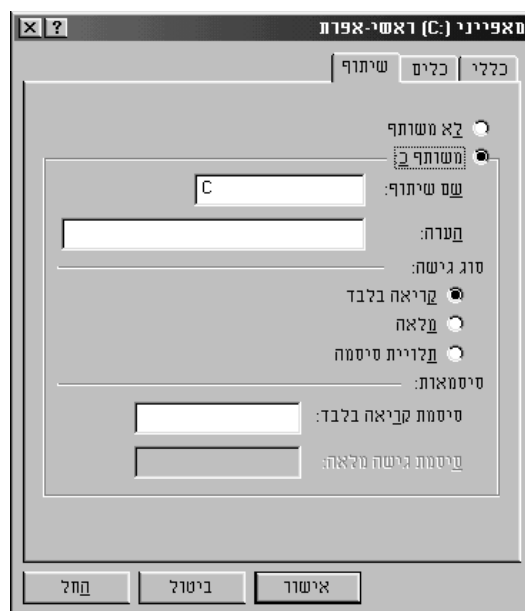 מאפייני (C:) ראשי-אפרת
כללי כלים שיתוף
לא משותף
משותף כ
שם שיתוף: C
הערה:
סוג גישה:
קריאה בלבד
מלאה
תלויית סיסמה
סיסמאות:
סיסמת קריאה בלבד:
סיסמת גישה מלאה:
אישור ביטול החל